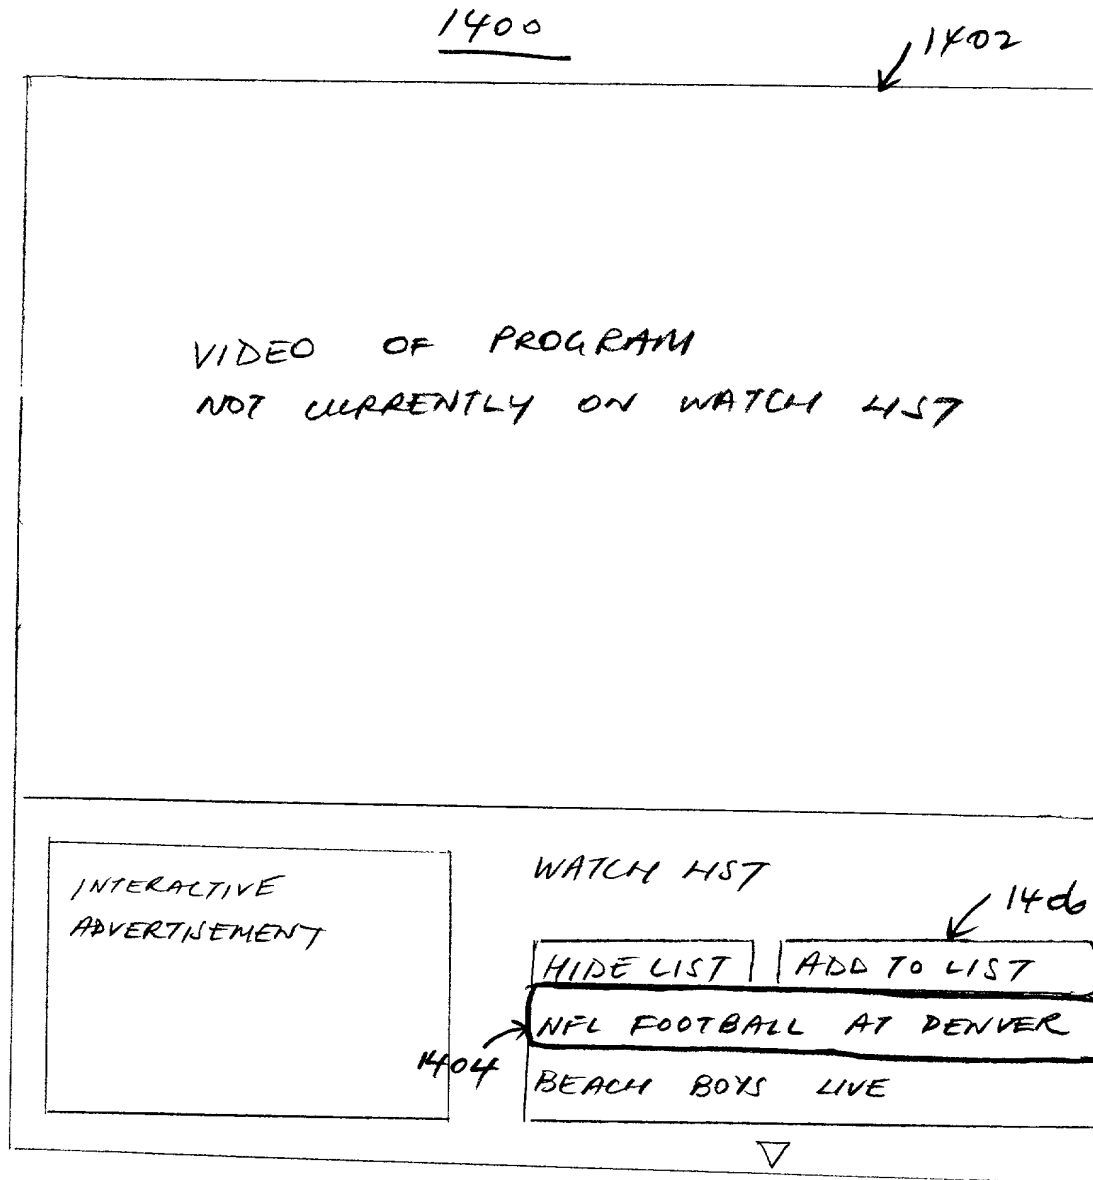 1400
1402
VIDEO OF PROGRAM
NOT CURRENTLY ON WATCH LIST
INTERACTIVE
ADVERTISEMENT
WATCH LIST
1406
HIDE LIST ADD TO LIST
NFL FOOTBALL AT DENVER
1404
BEACH BOYS LIVE